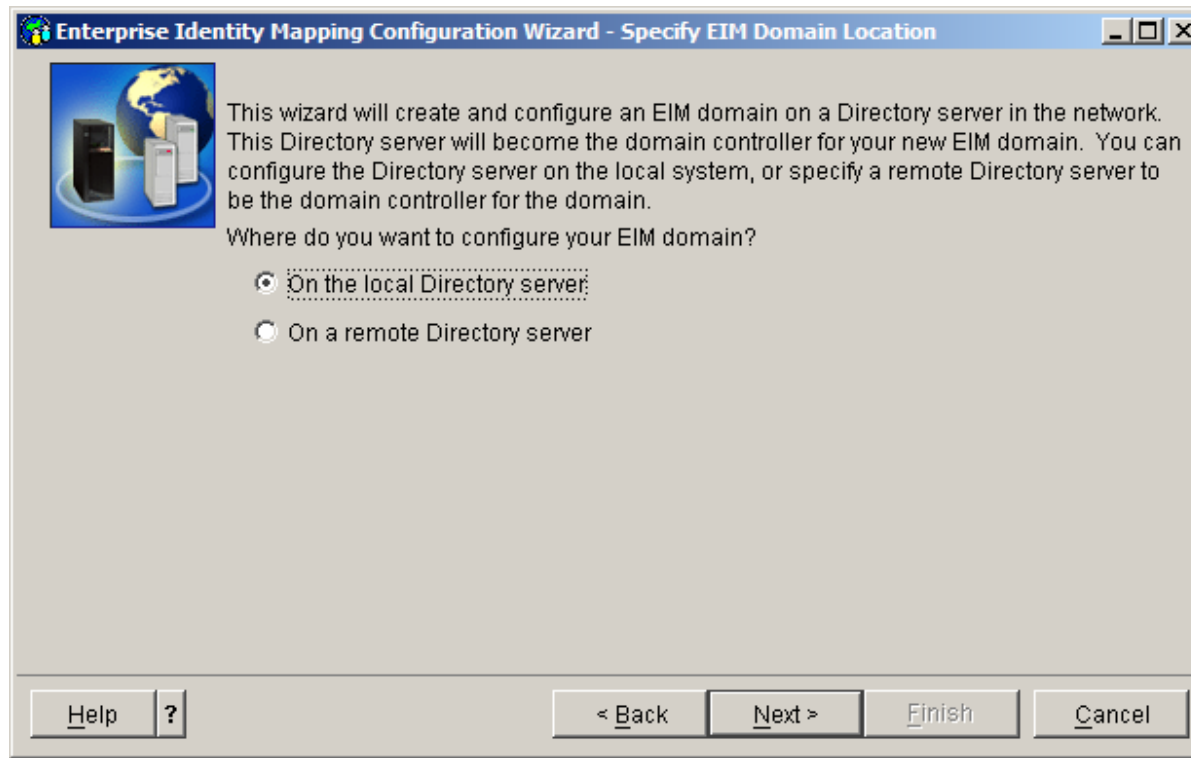 Enterprise Identity Mapping Configuration Wizard - Specify EIM Domain Location
This wizard will create and configure an EIM domain on a Directory server in the network.
This Directory server will become the domain controller for your new EIM domain. You can
configure the Directory server on the local system, or specify a remote Directory server to
be the domain controller for the domain.
Where do you want to configure your EIM domain?
On the local Directory server
On a remote Directory server
Help ? < Back Next > Finish Cancel